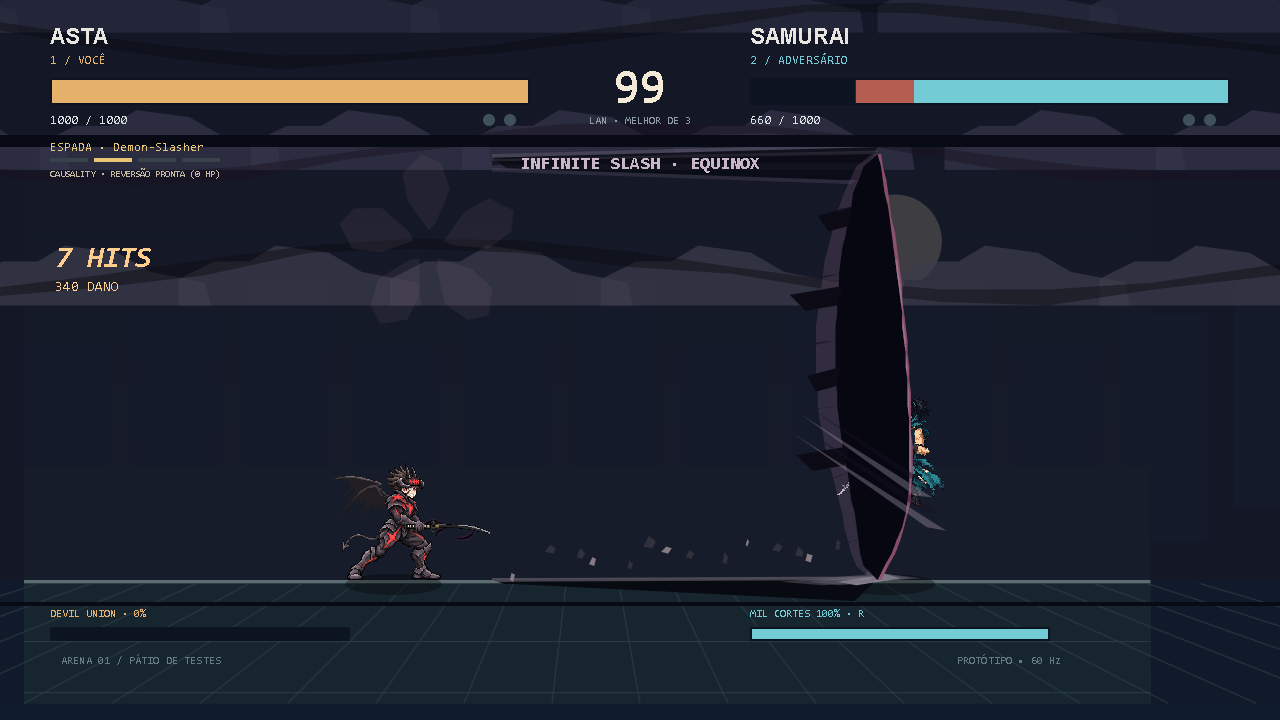 ASTA
1 / VOCÊ
1000 / 1000
99
LAN · MELHOR DE 3
SAMURAI
2 / ADVERSÁRIO
660 / 1000
ESPADA · Demon-Slasher
CAUSALITY · REVERSÃO PRONTA (0 HP)
INFINITE SLASH · EQUINOX
7 HITS
340 DANO
DEVIL UNION · 0%
MIL CORTES 100% · R
ARENA 01 / PÁTIO DE TESTES
PROTÓTIPO • 60 Hz